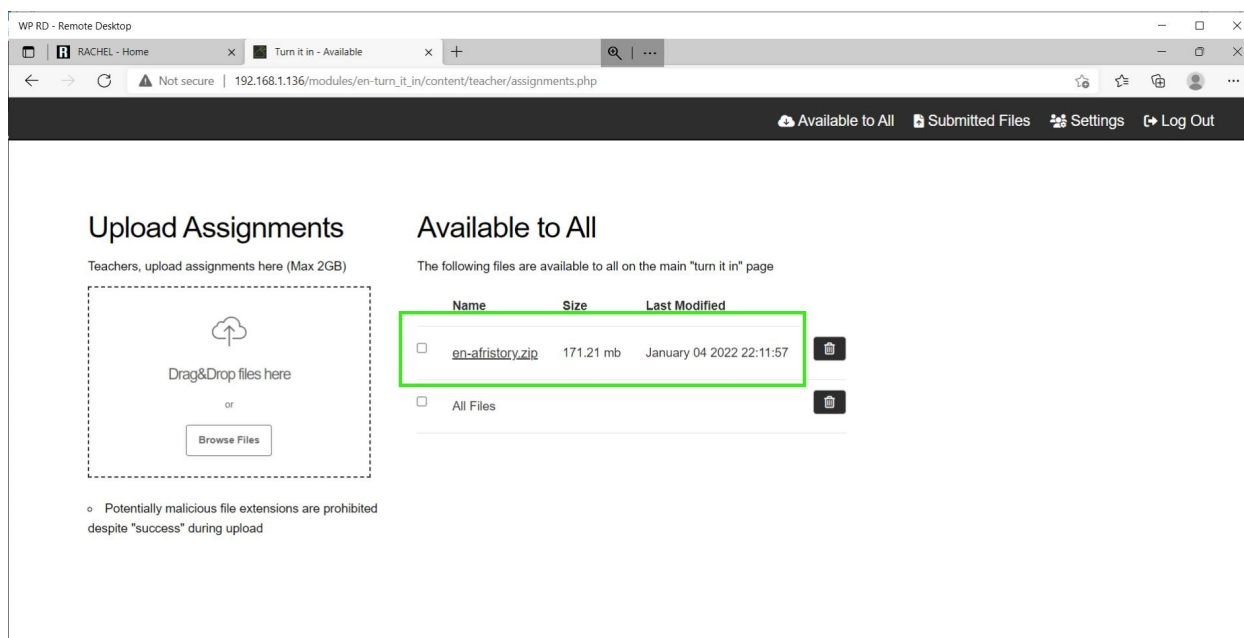 WP RD - Remote Desktop
RACHEL - Home
Turn it in - Available
Not secure | 192.168.1.136/modules/en-turn_it_in/content/teacher/assignments.php
Available to All Submitted Files Settings Log Out
Upload Assignments
Teachers, upload assignments here (Max 2GB)
Drag&Drop files here
or
Browse Files
Potentially malicious file extensions are prohibited
despite "success" during upload
Available to All
The following files are available to all on the main "turn it in" page
Name Size Last Modified
en-afristory.zip 171.21 mb January 04 2022 22:11:57
All Files